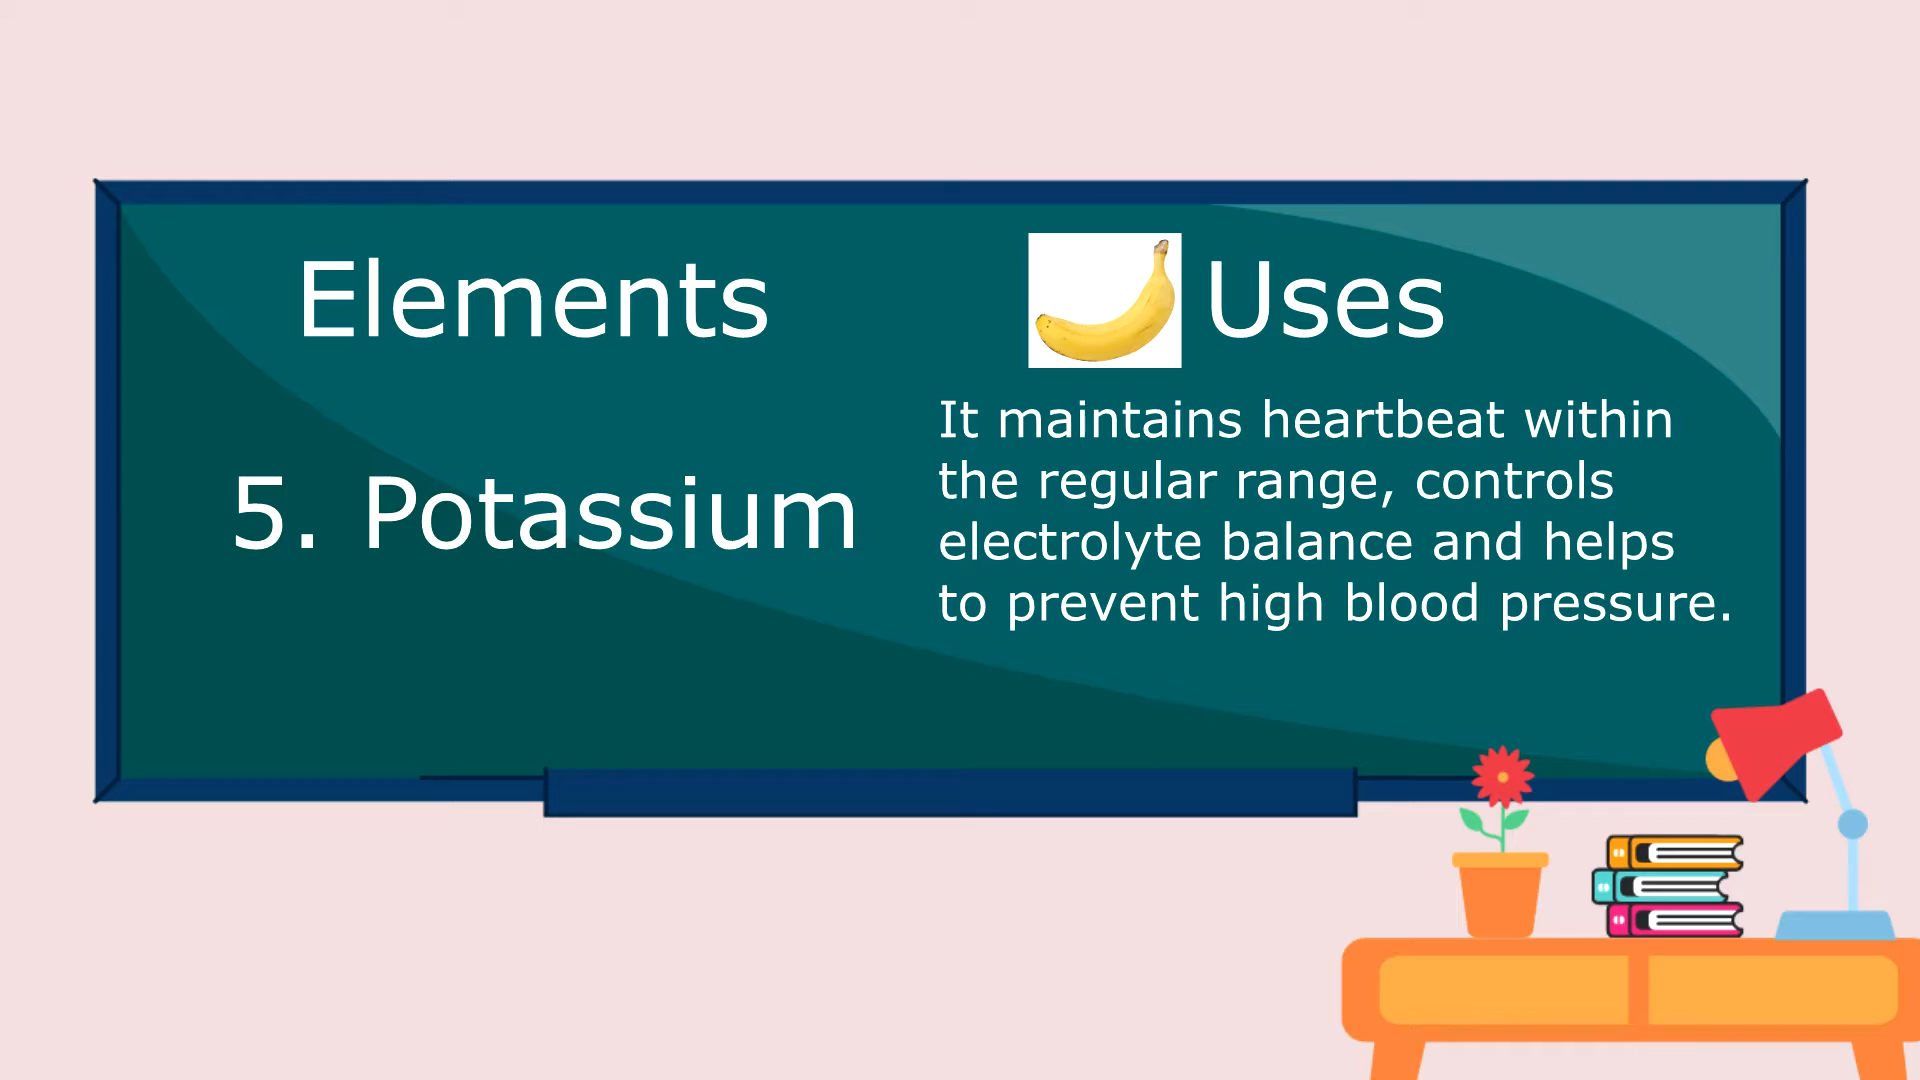 Elements
Uses
5. Potassium
It maintains heartbeat within
the regular range, controls
electrolyte balance and helps
to prevent high blood pressure.